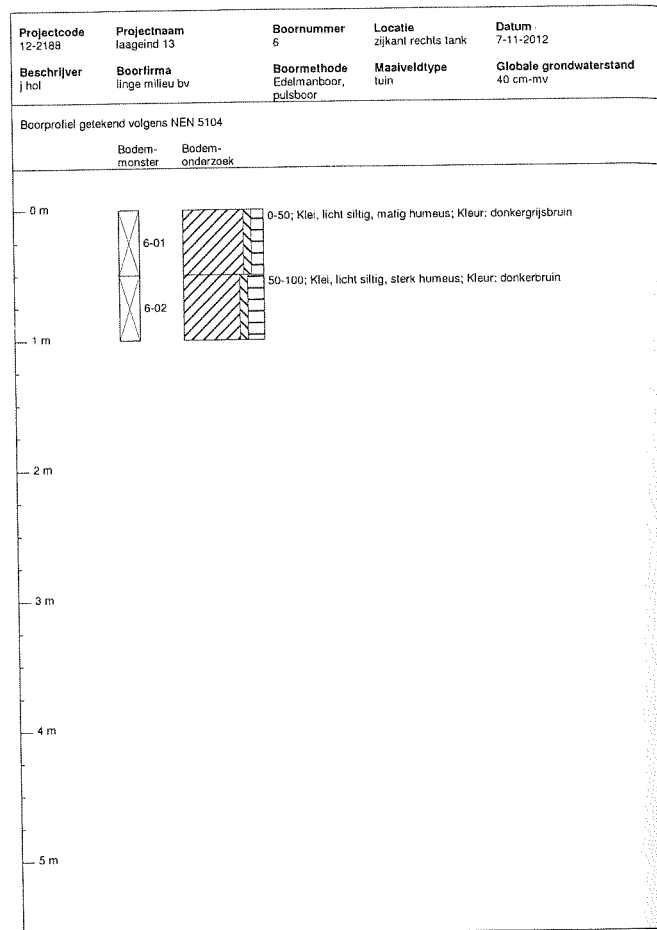 Projectcode Projectnaam Boornummer Locatie Datum
12-2188 laageind 13 6 zijkant rechts tank 7-11-2012
Beschrijver Boorfirma Boormethode Maaiveldtype Globale grondwaterstand
j hol linge milieu bv Edelmanboor, tuin 40 cm-mv
pulsboor
Boorprofiel getekend volgens NEN 5104
Bodem- Bodem-
monster onderzoek
0 m 0-50; Klei, licht siltig, matig humeus; Kleur: donkergrijsbruin
6-01
50-100; Klei, licht siltig, sterk humeus; Kleur: donkerbruin
6-02
1 m
2 m
3 m
4 m
5 m